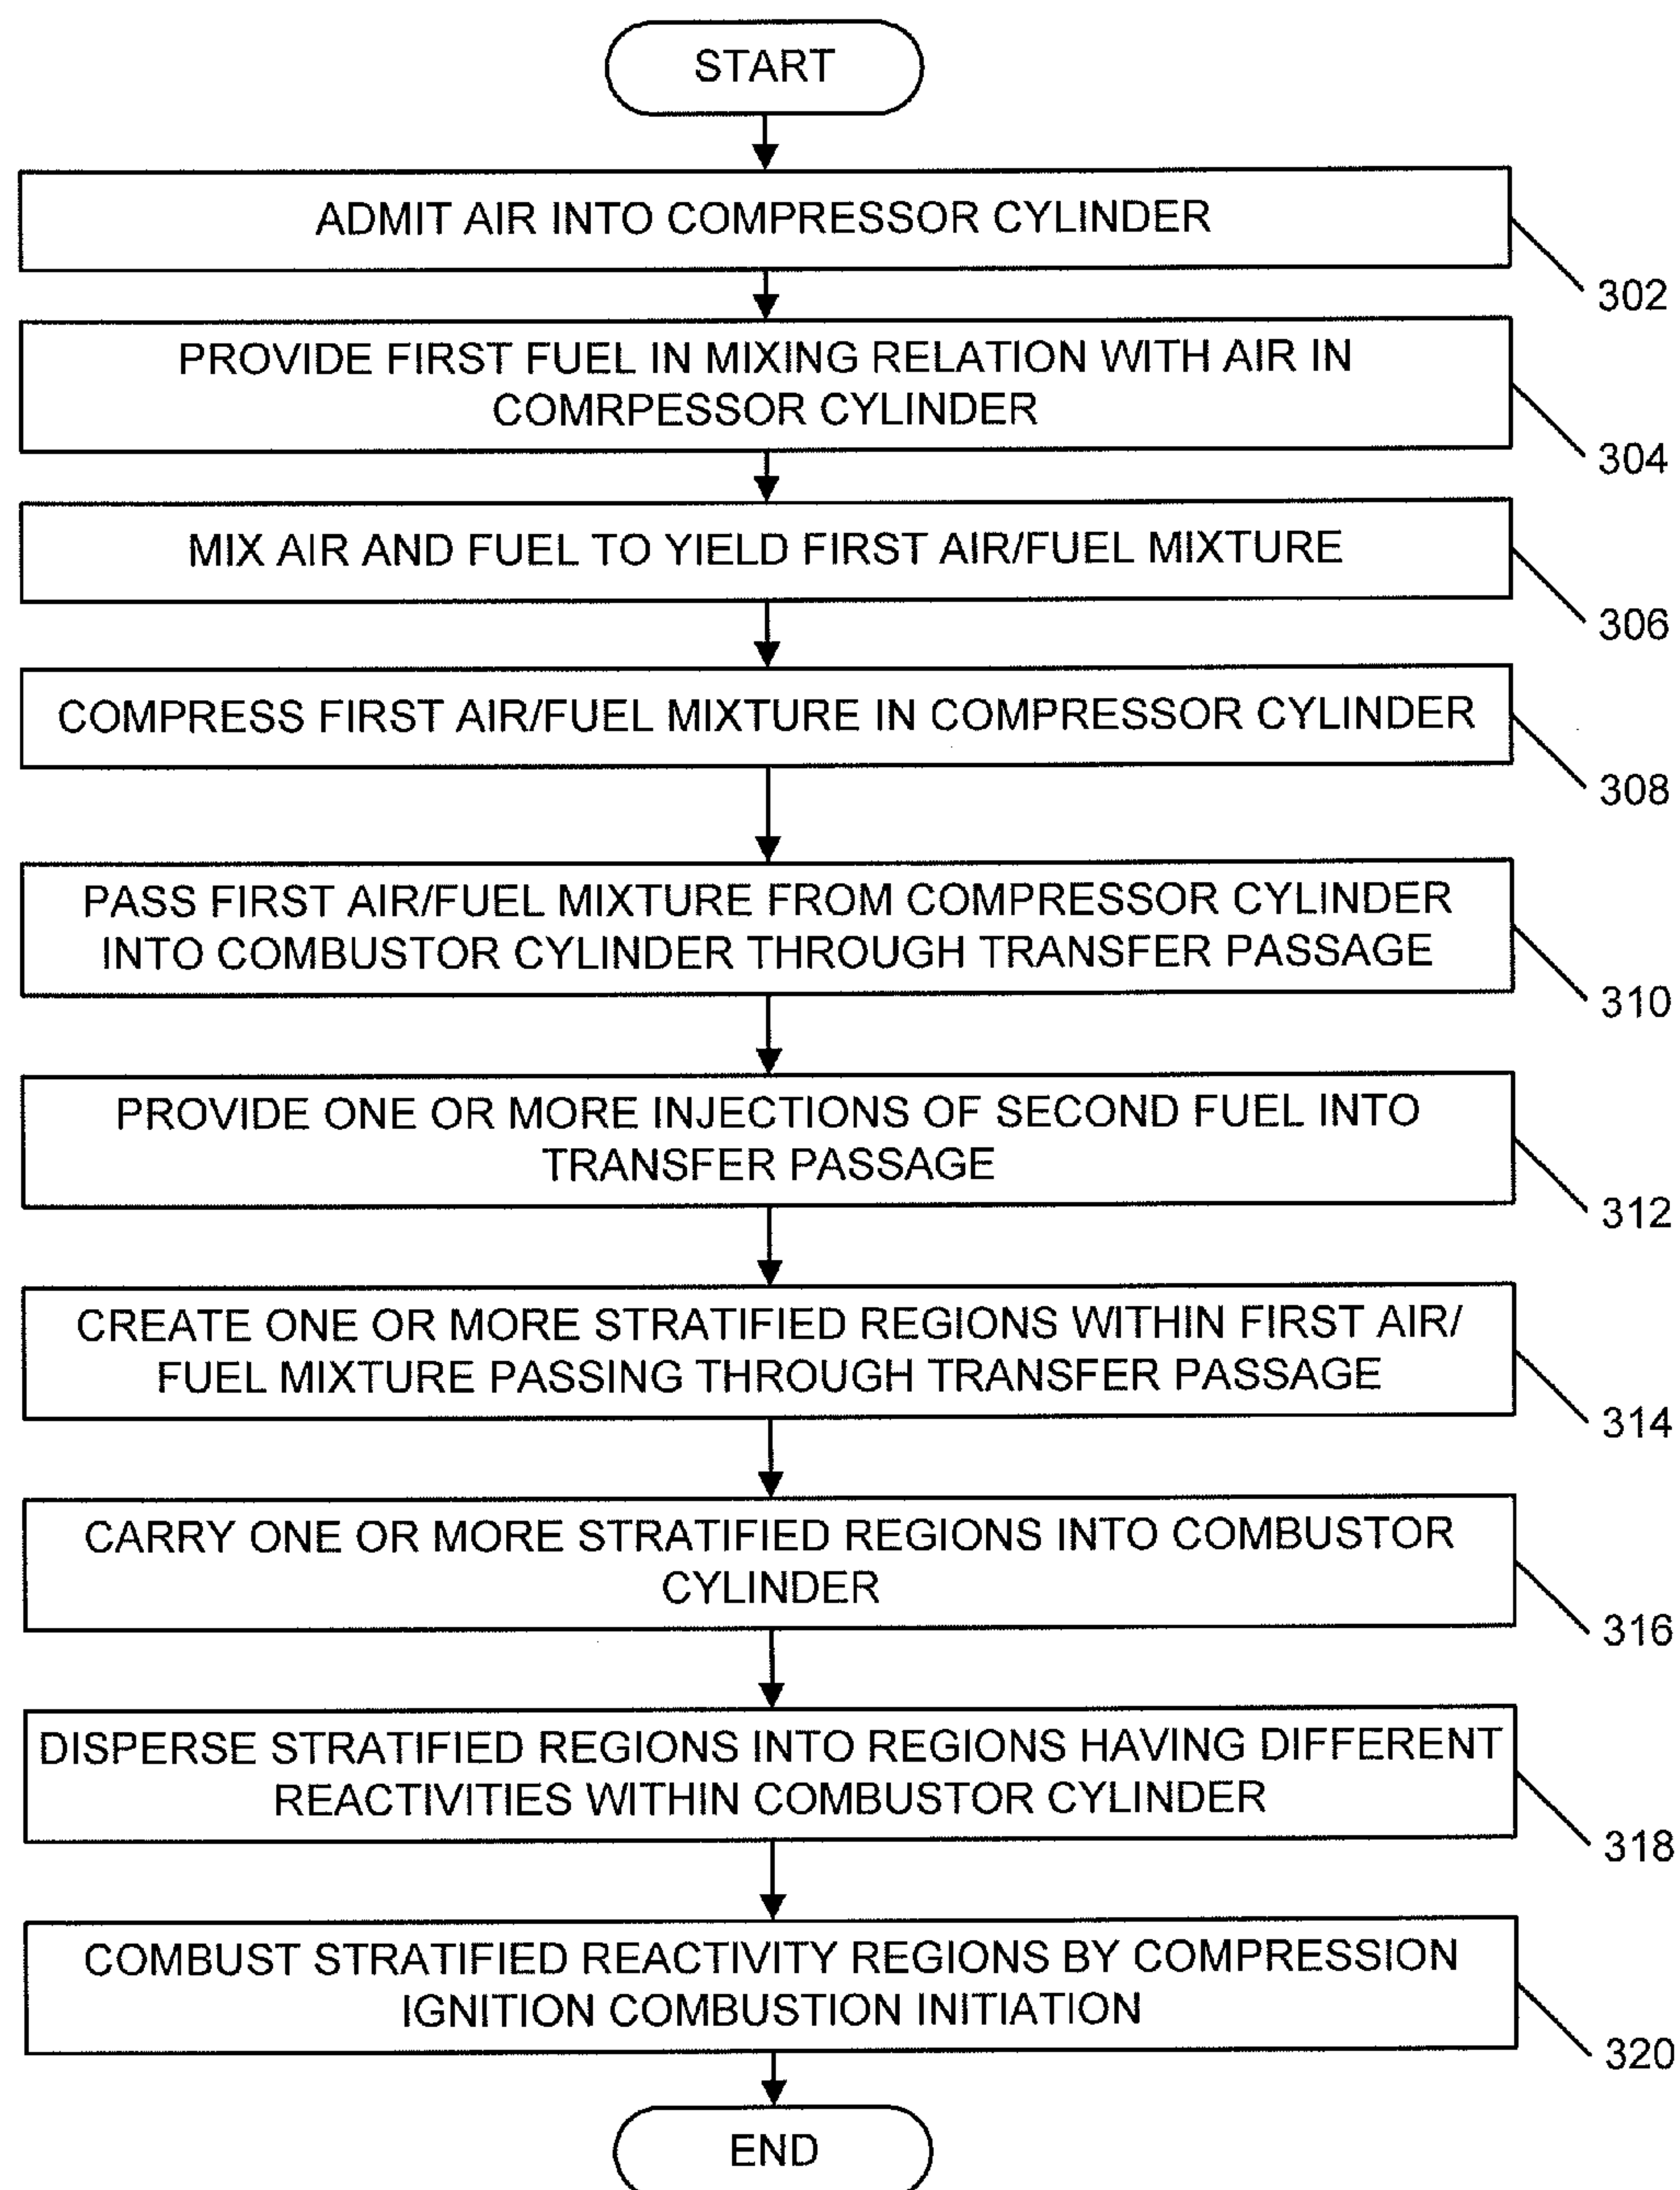 START
ADMIT AIR INTO COMPRESSOR CYLINDER
302
PROVIDE FIRST FUEL IN MIXING RELATION WITH AIR IN
COMRPESSOR CYLINDER
304
MIX AIR AND FUEL TO YIELD FIRST AIR/FUEL MIXTURE
306
COMPRESS FIRST AIR/FUEL MIXTURE IN COMPRESSOR CYLINDER
308
PASS FIRST AIR/FUEL MIXTURE FROM COMPRESSOR CYLINDER
INTO COMBUSTOR CYLINDER THROUGH TRANSFER PASSAGE
310
PROVIDE ONE OR MORE INJECTIONS OF SECOND FUEL INTO
TRANSFER PASSAGE
312
CREATE ONE OR MORE STRATIFIED REGIONS WITHIN FIRST AIR/
FUEL MIXTURE PASSING THROUGH TRANSFER PASSAGE
314
CARRY ONE OR MORE STRATIFIED REGIONS INTO COMBUSTOR
CYLINDER
316
DISPERSE STRATIFIED REGIONS INTO REGIONS HAVING DIFFERENT
REACTIVITIES WITHIN COMBUSTOR CYLINDER
318
COMBUST STRATIFIED REACTIVITY REGIONS BY COMPRESSION
IGNITION COMBUSTION INITIATION
320
END